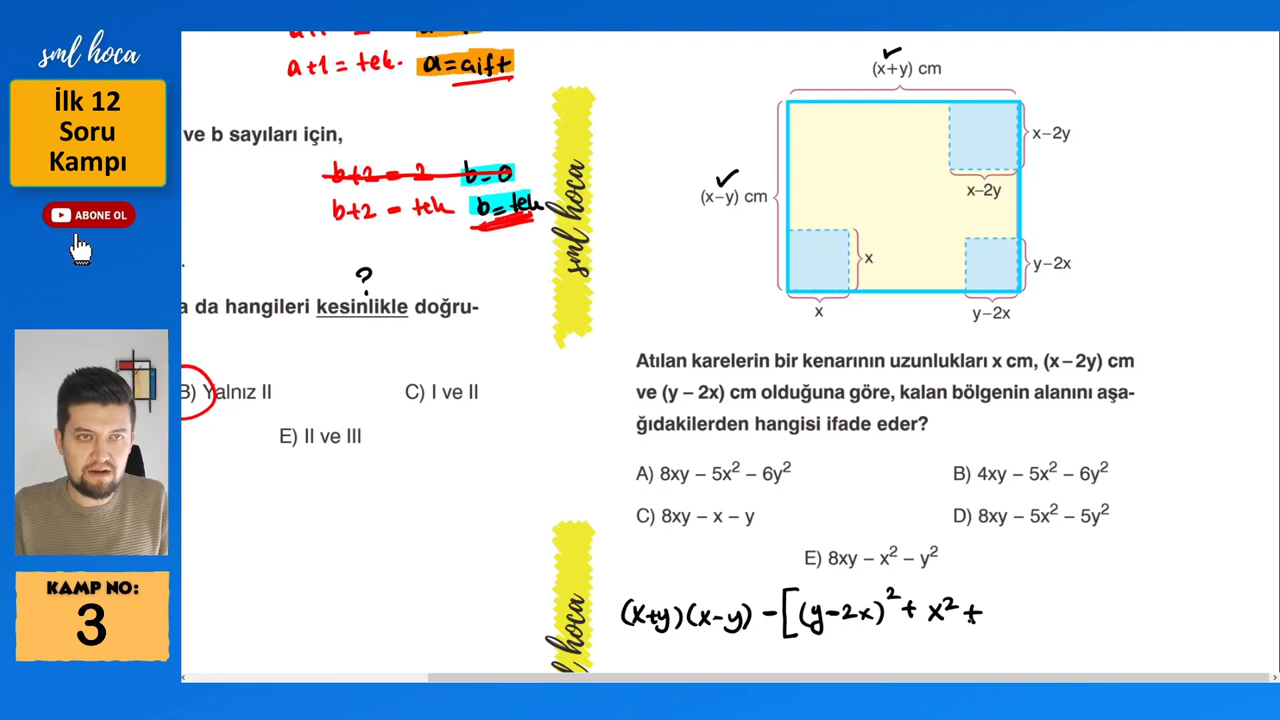 sml hoca
İlk 12
Soru
Kampı
ABONE OL
KAMP NO:
3
a+1 = tek. a = çift
ve b sayıları için,
b+2 = 2 b=0
b+2 = tek b = tek
?
a da hangileri kesinlikle doğru-
B) Yalnız II
C) I ve II
E) II ve III
sml hoca
sml hoca
(x+y) cm
(x−y) cm
x−2y
x−2y
x
x
y−2x
y−2x
Atılan karelerin bir kenarının uzunlukları x cm, (x – 2y) cm
ve (y – 2x) cm olduğuna göre, kalan bölgenin alanını aşa-
ğıdakilerden hangisi ifade eder?
A) 8xy – 5x² – 6y²
B) 4xy – 5x² – 6y²
C) 8xy – x – y
D) 8xy – 5x² – 5y²
E) 8xy – x² – y²
(x+y)(x-y) - [(y-2x)² + x² +